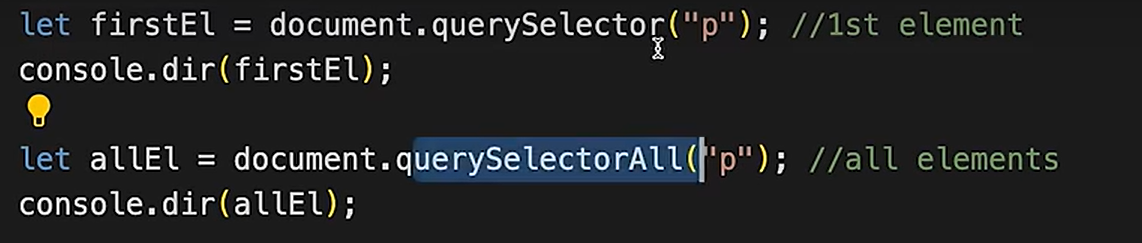 let firstEl = document.querySelector("p"); //1st element
console.dir(firstEl);
let allEl = document.querySelectorAll("p"); //all elements
console.dir(allEl);